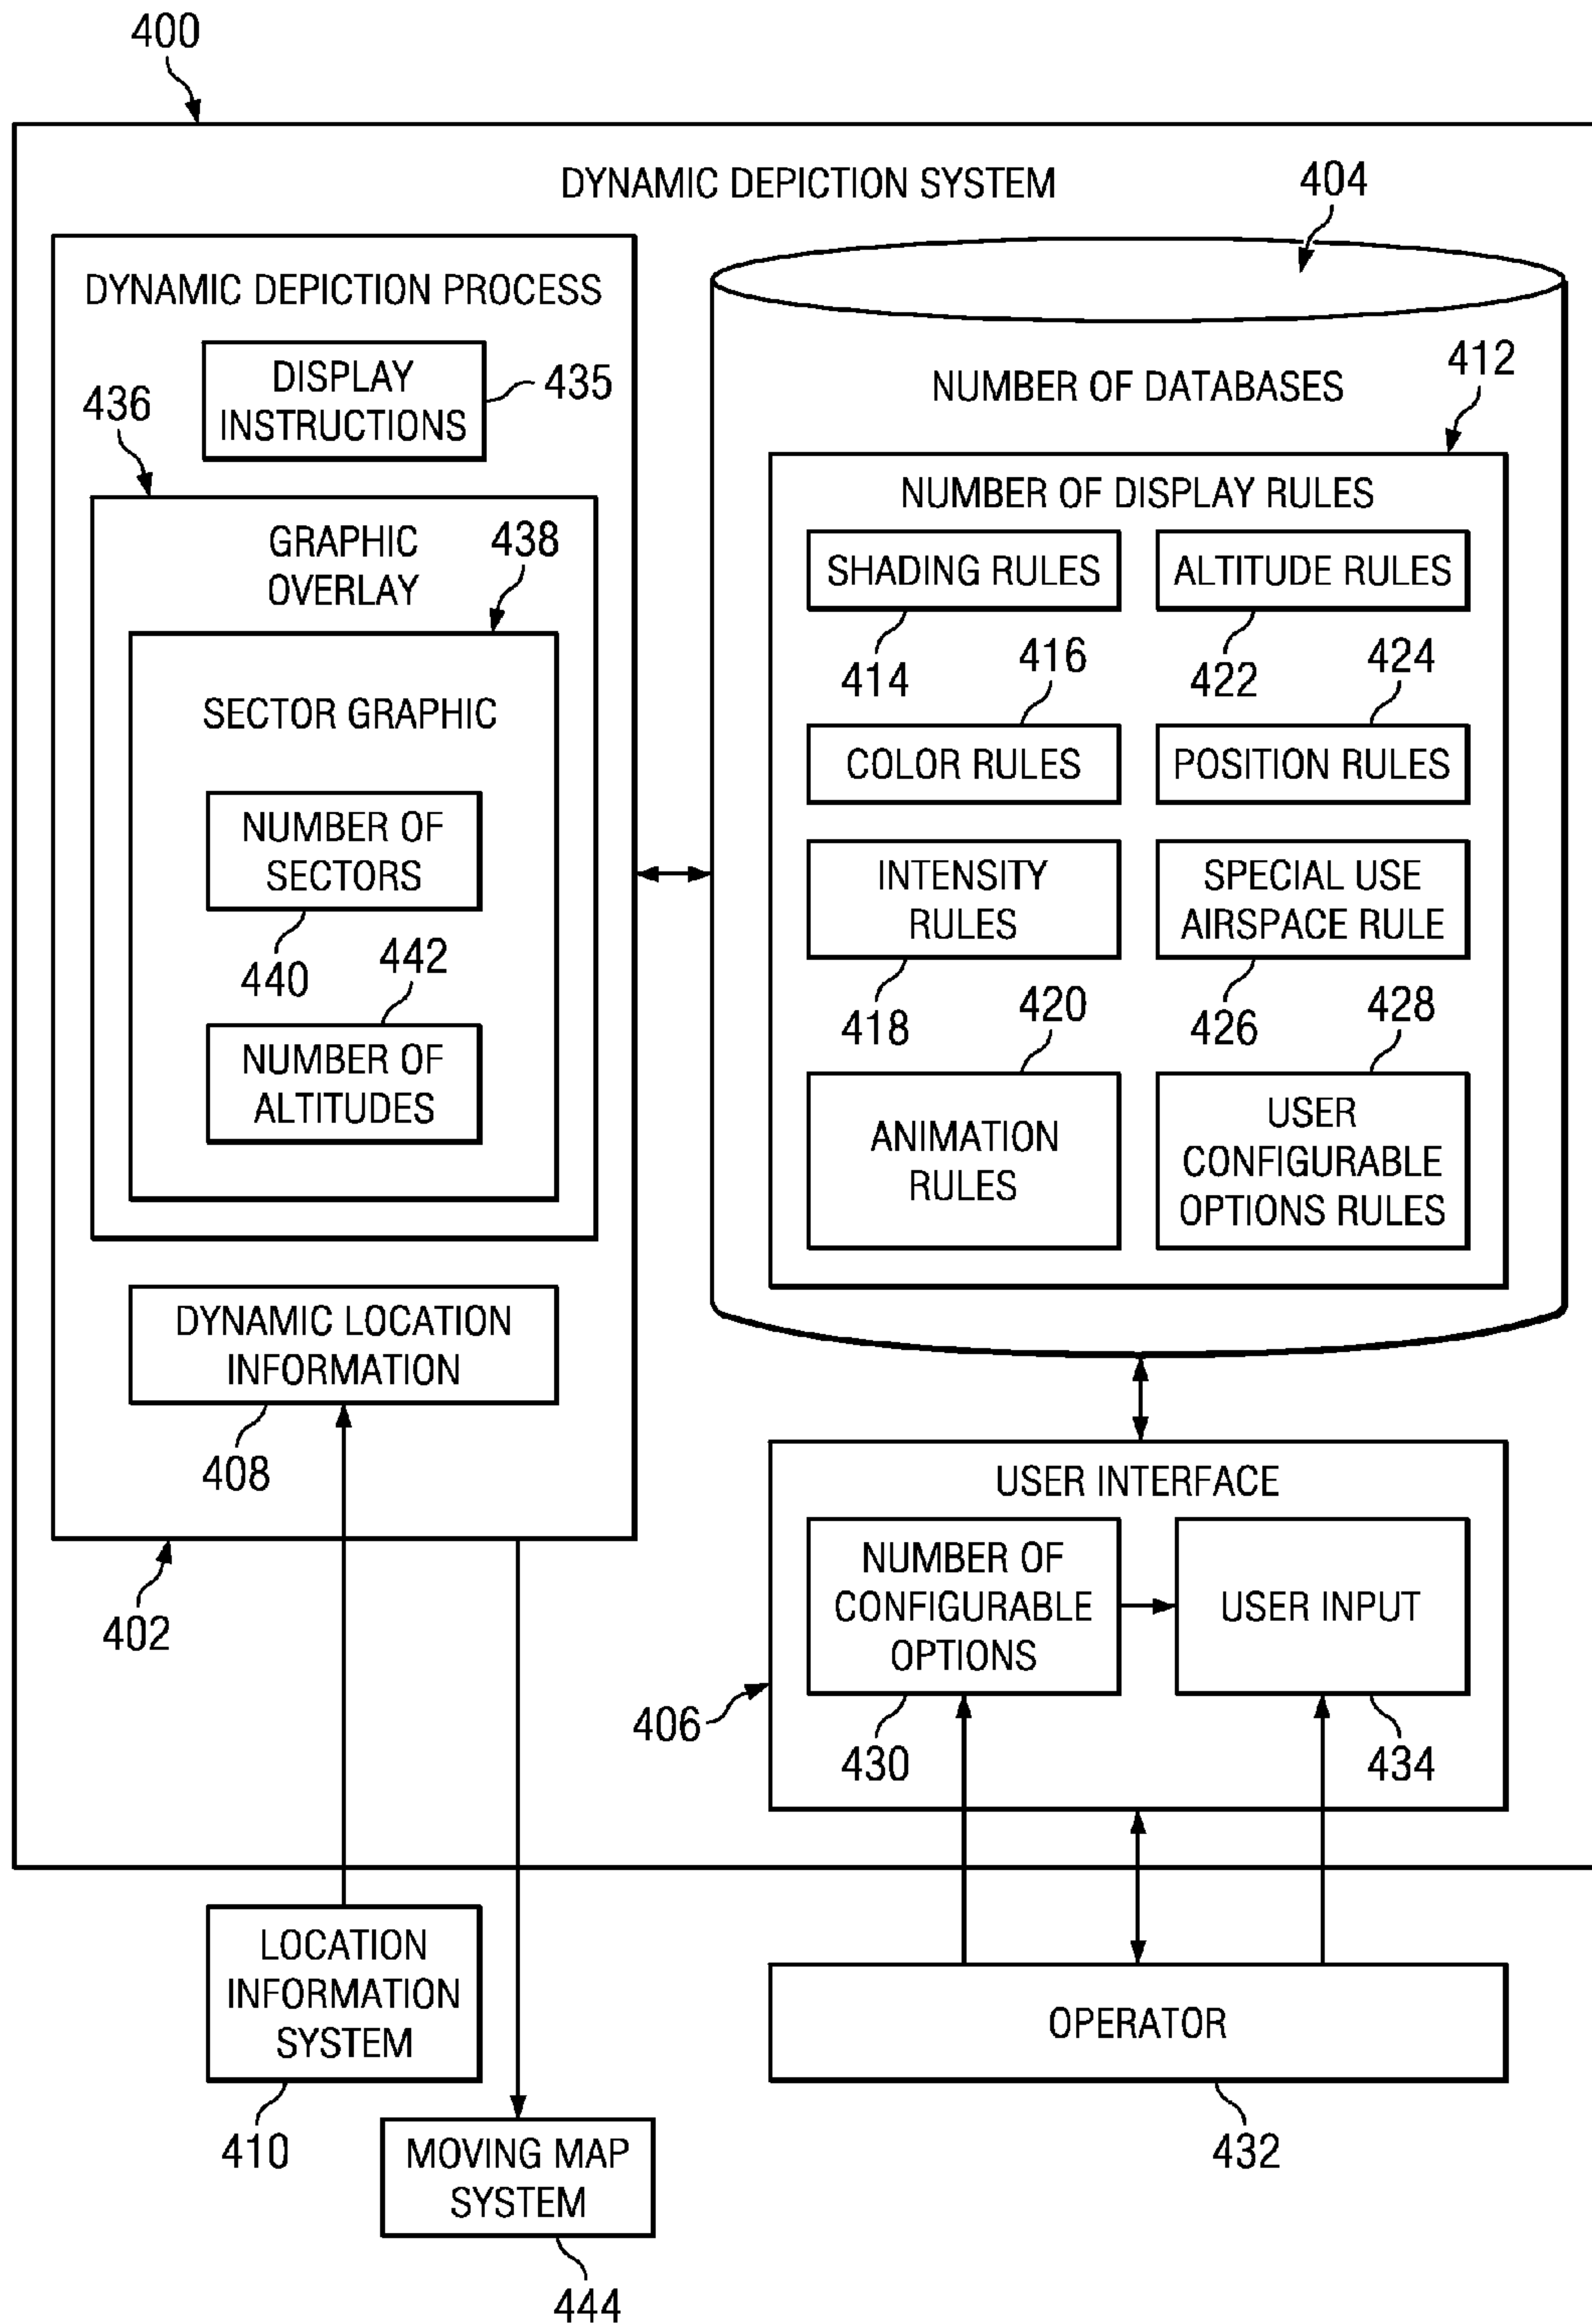 400
DYNAMIC DEPICTION SYSTEM
404
DYNAMIC DEPICTION PROCESS
DISPLAY
INSTRUCTIONS
435
436
GRAPHIC
OVERLAY
438
SECTOR GRAPHIC
NUMBER OF
SECTORS
440
442
NUMBER OF
ALTITUDES
DYNAMIC LOCATION
INFORMATION
408
402
NUMBER OF DATABASES
412
NUMBER OF DISPLAY RULES
SHADING RULES
ALTITUDE RULES
414
416
422
424
COLOR RULES
POSITION RULES
INTENSITY
RULES
SPECIAL USE
AIRSPACE RULE
418
420
426
428
ANIMATION
RULES
USER
CONFIGURABLE
OPTIONS RULES
USER INTERFACE
NUMBER OF
CONFIGURABLE
OPTIONS
USER INPUT
406
430
434
LOCATION
INFORMATION
SYSTEM
410
OPERATOR
432
MOVING MAP
SYSTEM
444